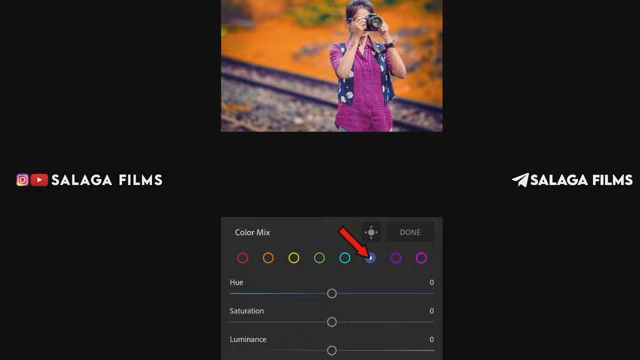 SALAGA FILMS
SALAGA FILMS
Color Mix
DONE
Hue 0
Saturation 0
Luminance 0